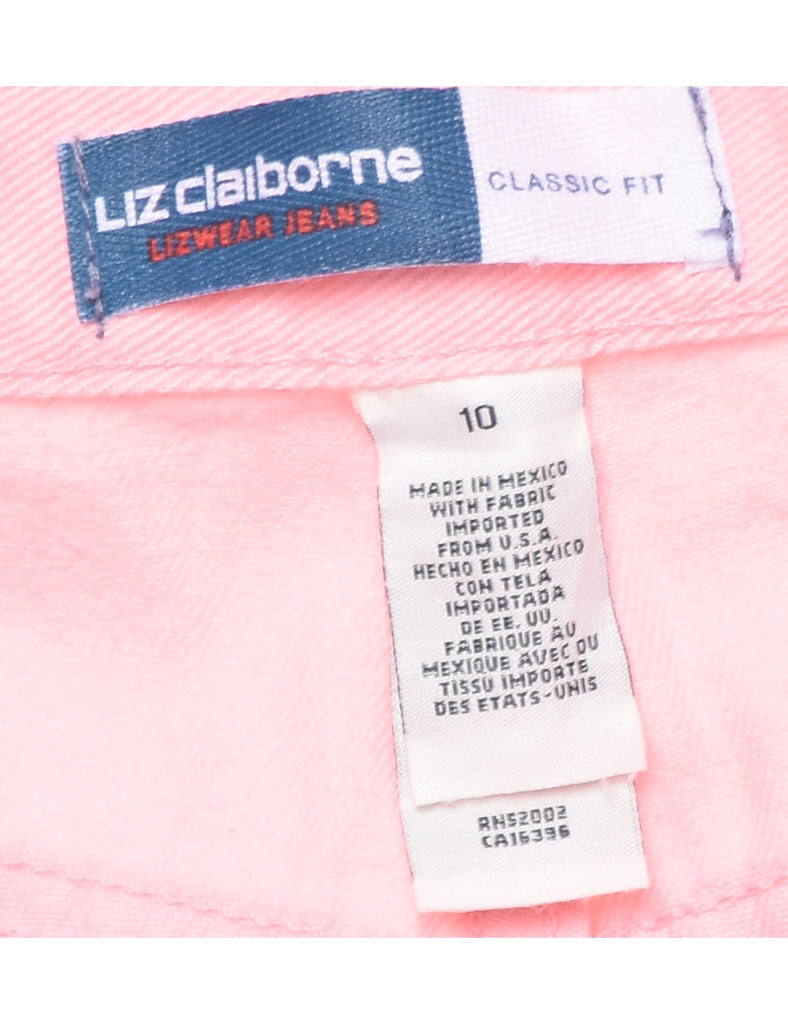 Liz claiborne
LIZWEAR JEANS
CLASSIC FIT
10
MADE IN MEXICO
WITH FABRIC
IMPORTED
FROM U.S.A.
HECHO EN MEXICO
CON TELA
IMPORTADA
DE EE. UU.
FABRIQUE AU
MEXIQUE AVEC DU
TISSU IMPORTE
DES ETATS-UNIS
RN52002
CA16396